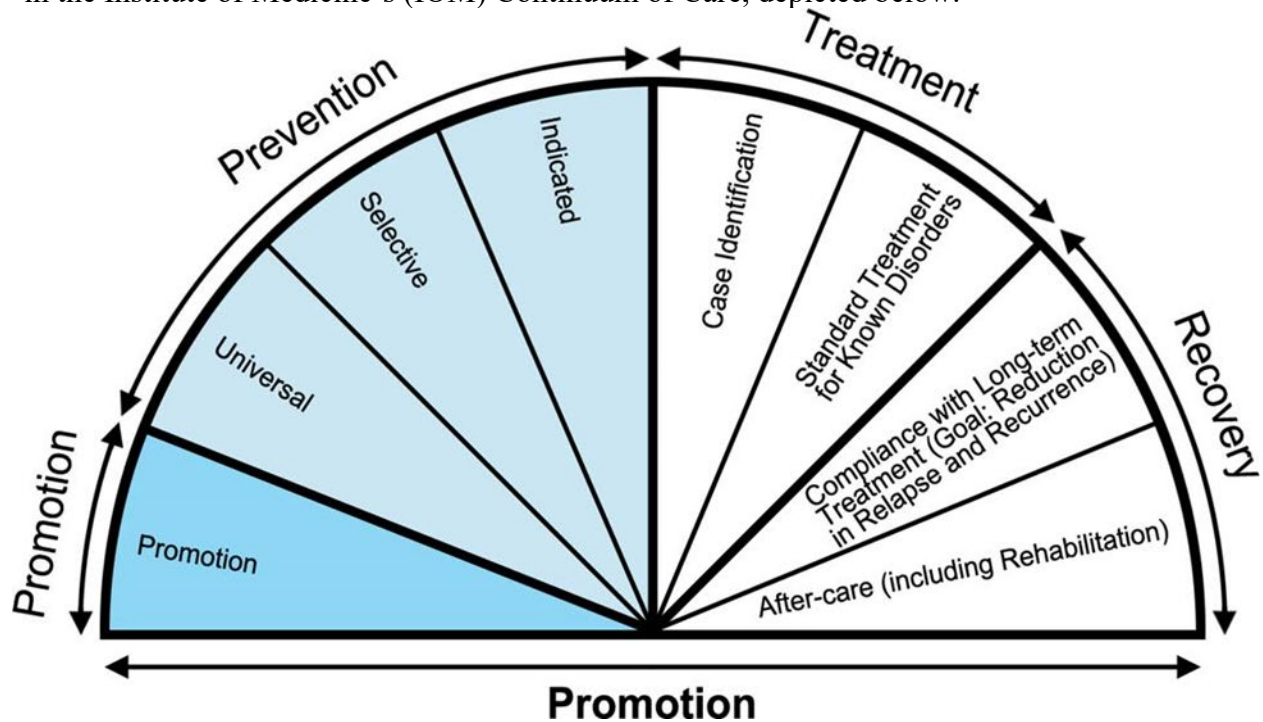 in the Institute of Medicine's (IOM) Continuum of Care, depicted below:
Treatment
Prevention
Indicated
Case Identification
Selective
Standard Treatment
for Known Disorders
Universal
Recovery
Compliance with Long-term
Treatment (Goal: Reduction
in Relapse and Recurrence)
Promotion
Promotion
After-care (including Rehabilitation)
Promotion